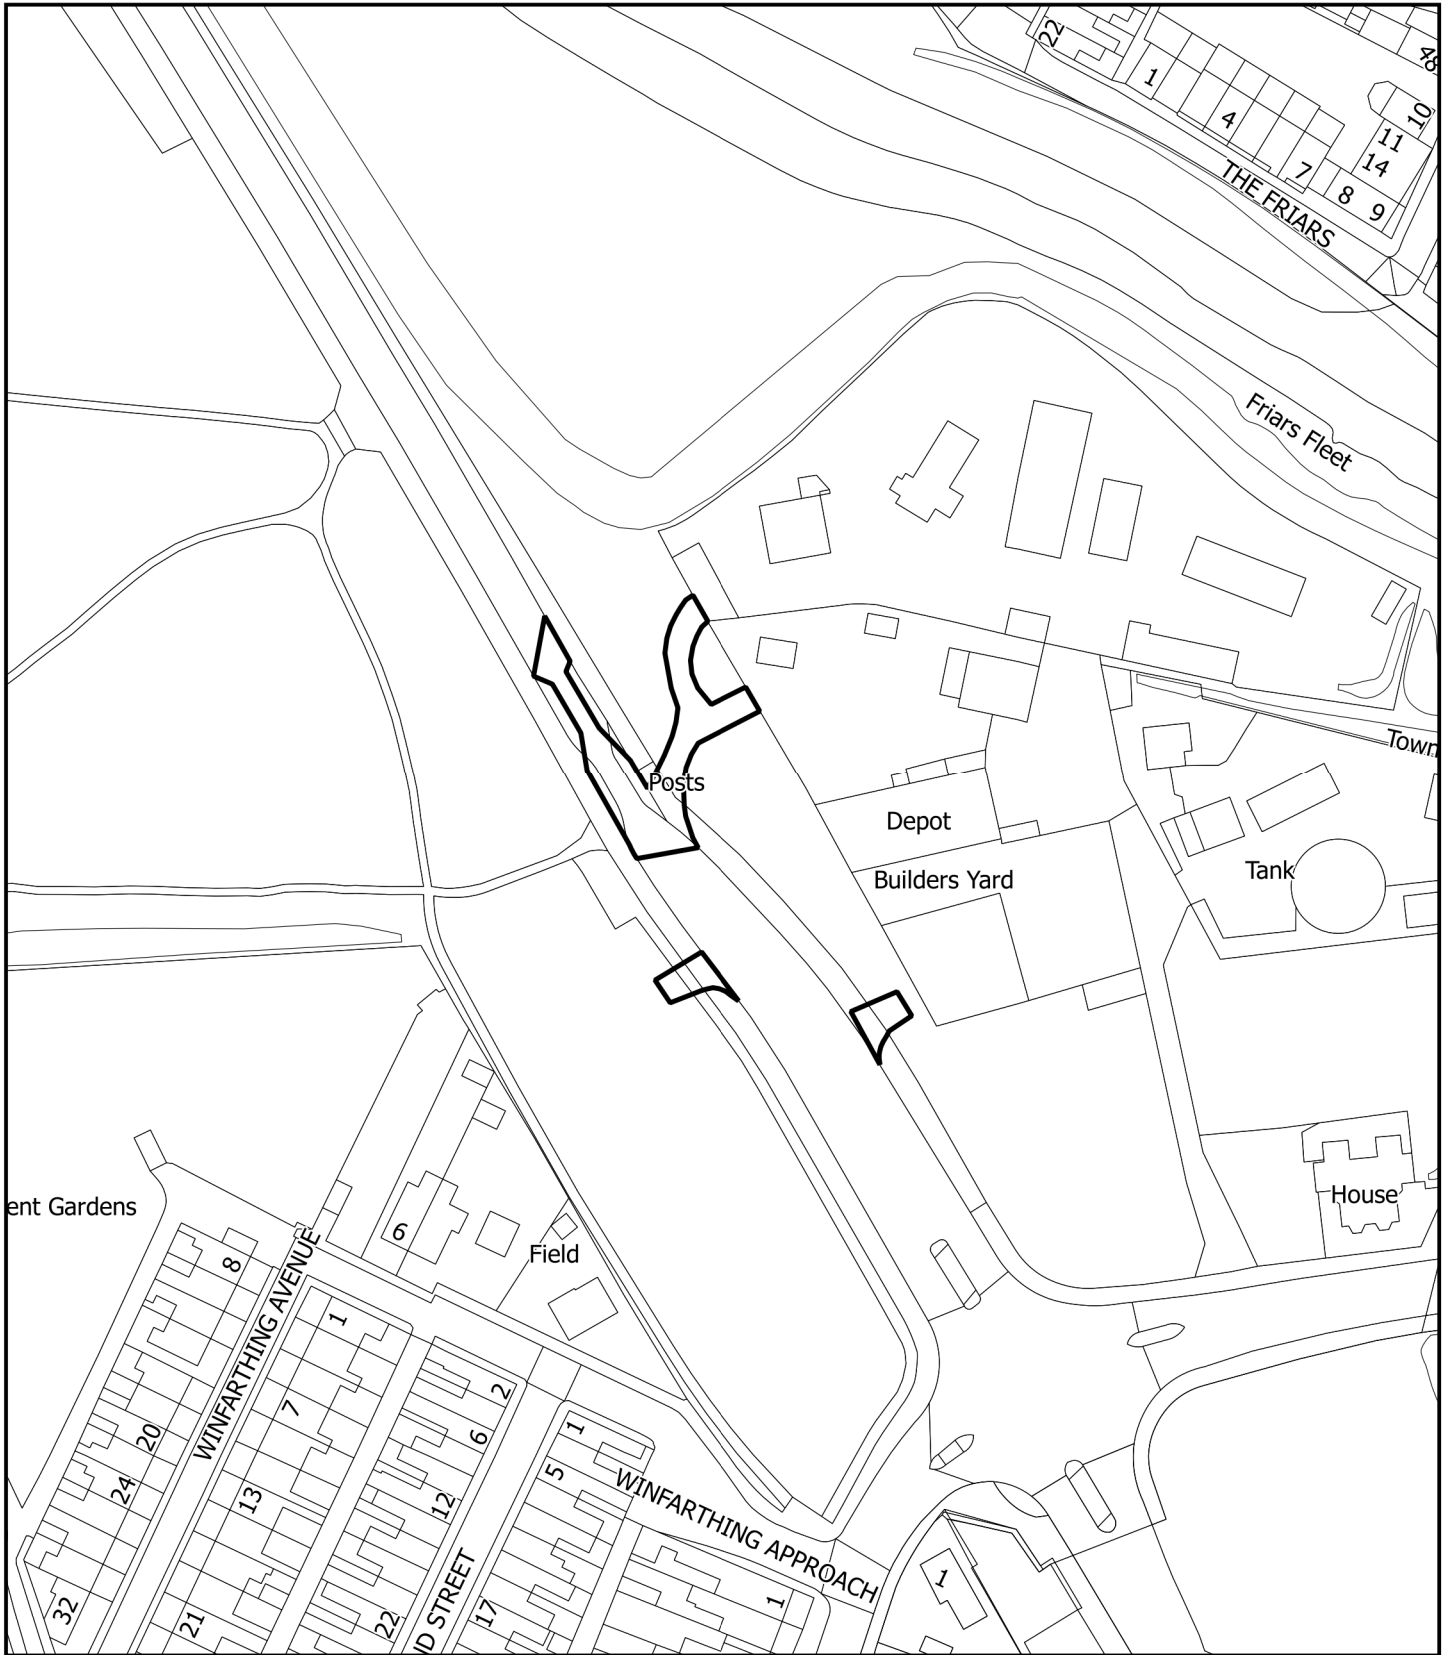 22
1
48
4
10
11
14
7
8
9
THE FRIARS
Friars Fleet
Town
Posts
Depot
Builders Yard
Tank
House
ent Gardens
6
Field
8
WINFARTHING AVENUE
1
7
2
6
20
24
13
12
1
5
WINFARTHING APPROACH
32
21
22
ND STREET
17
1
1